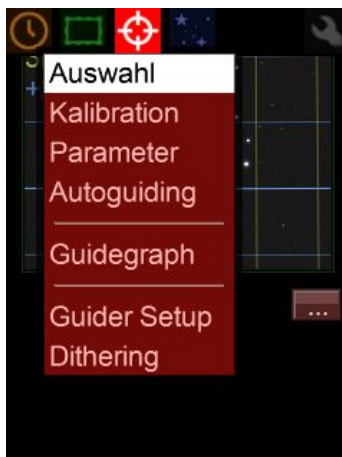 Auswahl
Kalibration
Parameter
Autoguiding
Guidegraph
Guider Setup
Dithering
...